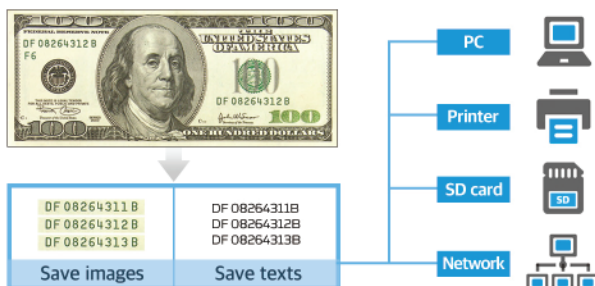 FEDERAL RESERVE NOTE
THE UNITED STATES
OF AMERICA
DF 08264312 B
F6
100
DF 08264312 B
100
100
ONE HUNDRED DOLLARS
DF 08264311 B
DF 08264312 B
DF 08264313 B
Save images
DF 08264311B
DF 08264312B
DF 08264313B
Save texts
PC
Printer
SD card
SD
Network